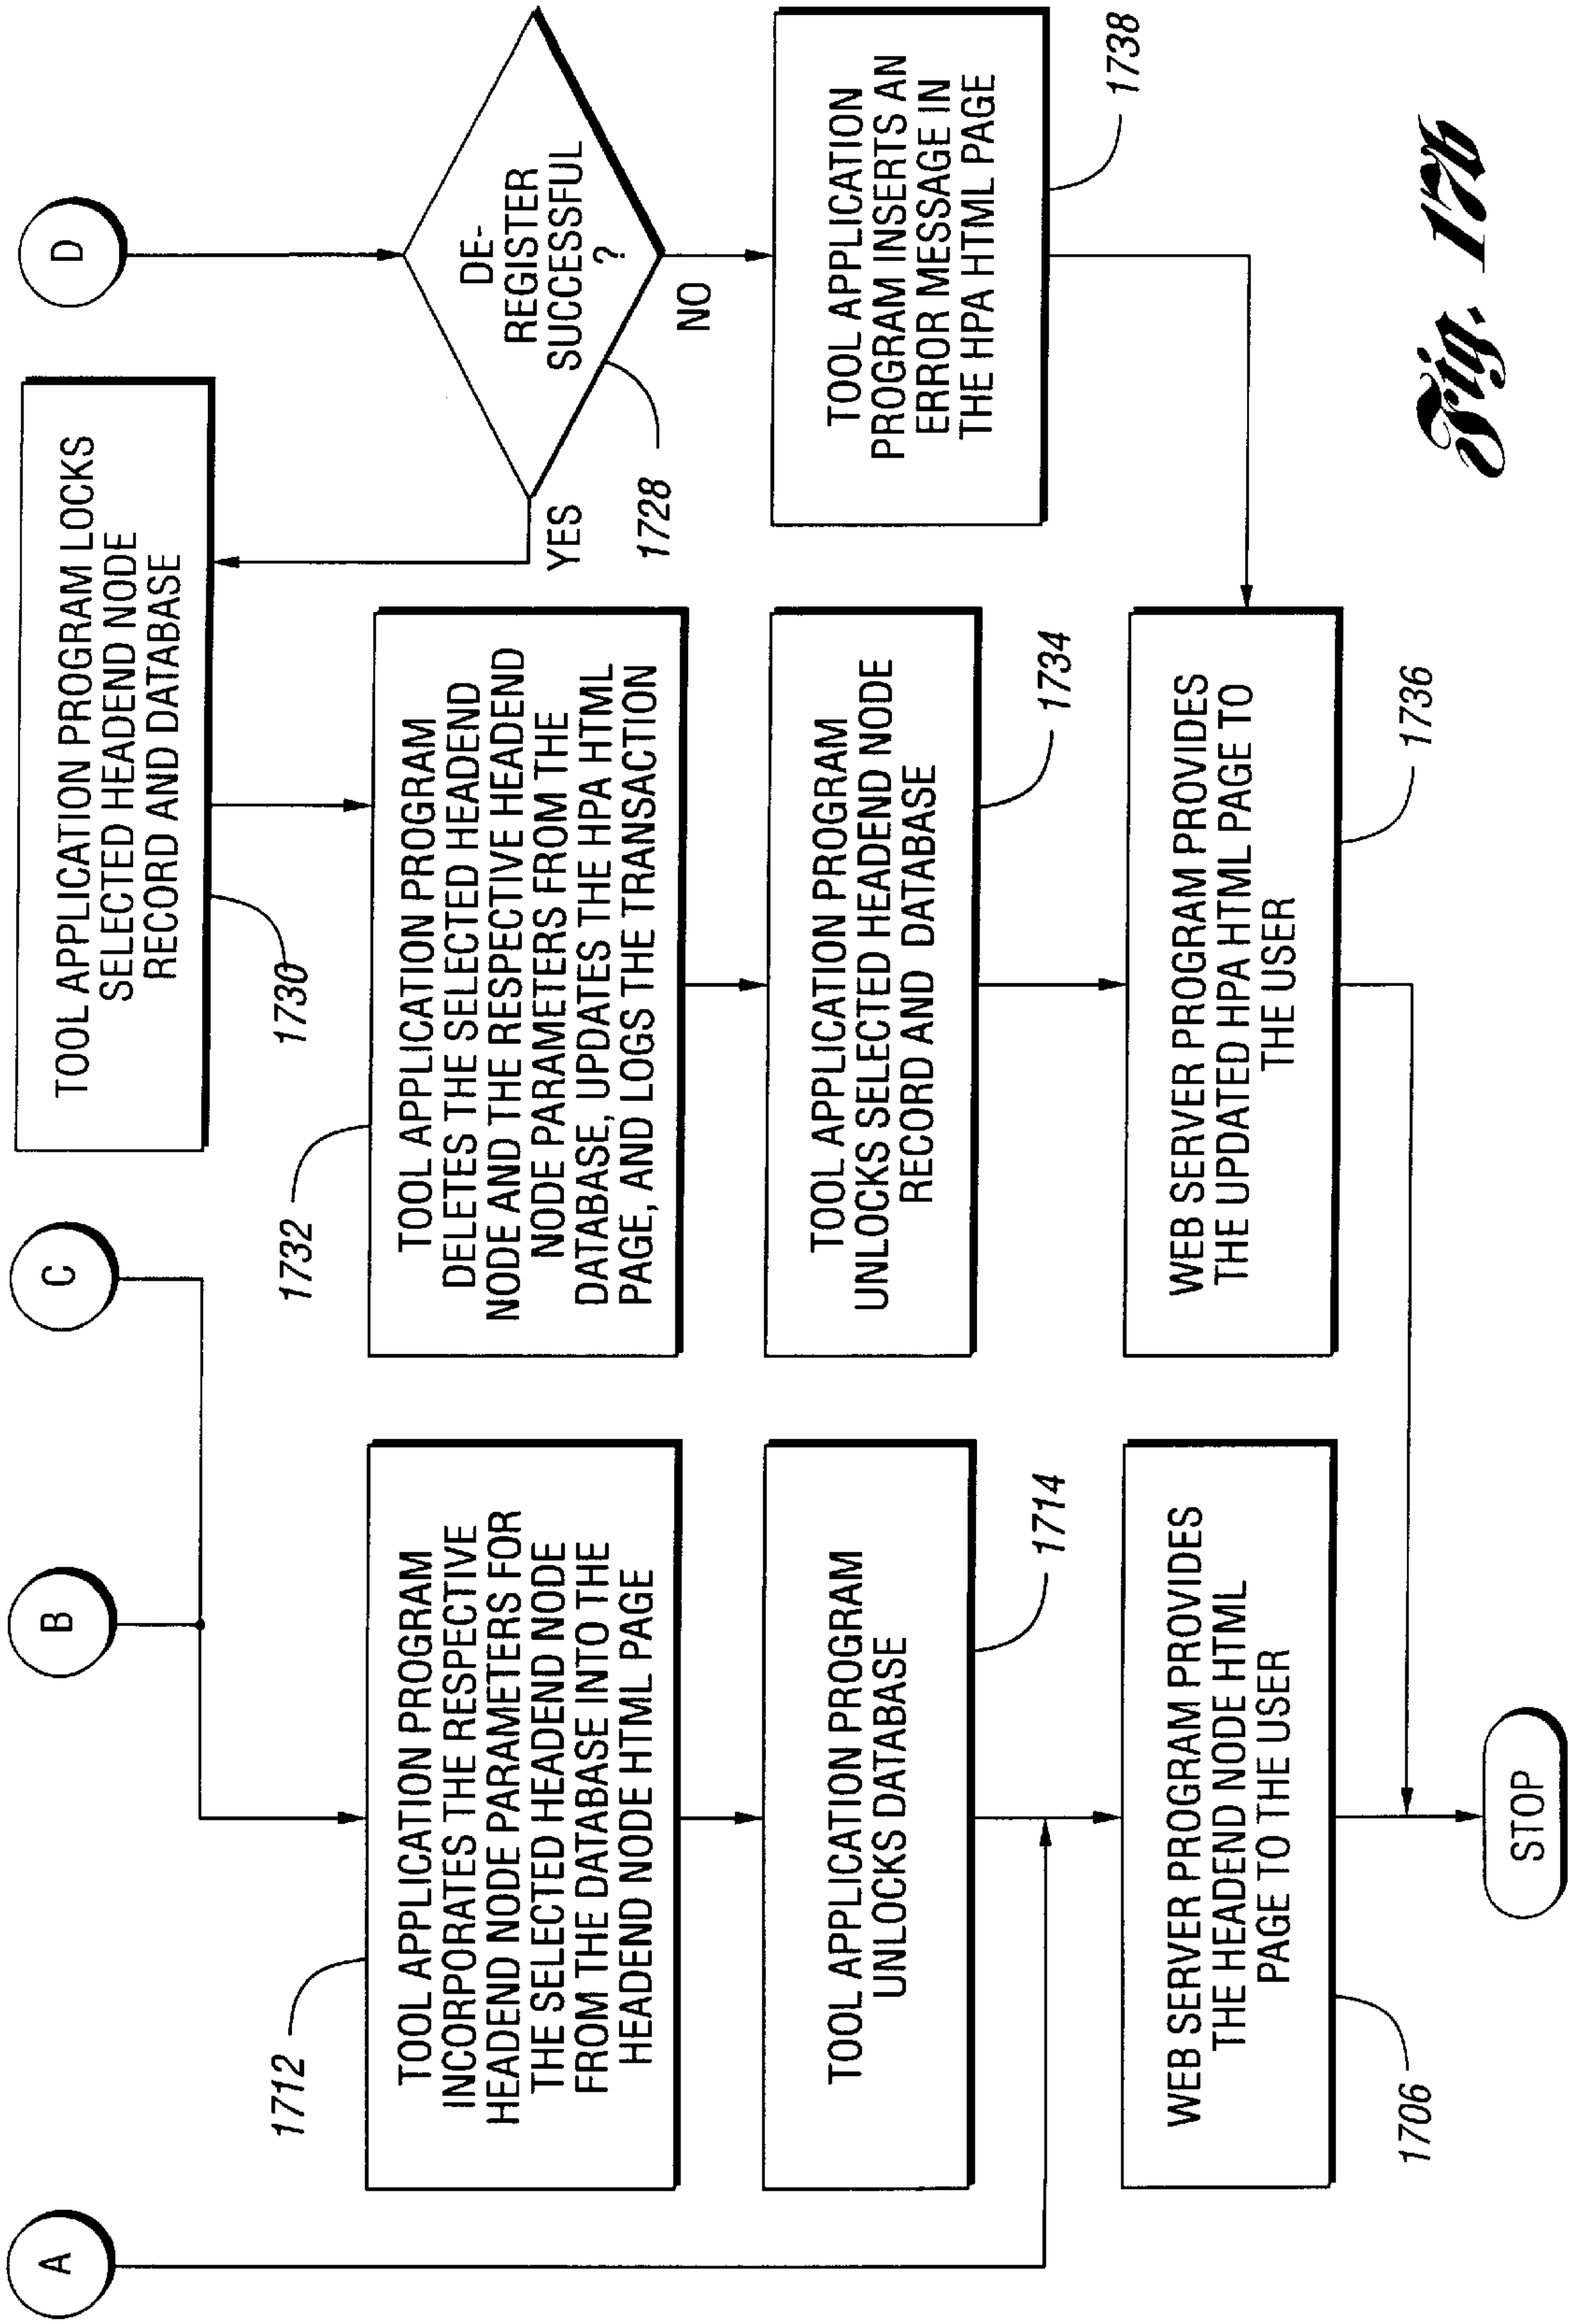 A
B
C
D
TOOL APPLICATION PROGRAM LOCKS
SELECTED HEADEND NODE
RECORD AND DATABASE
1730
DE-
REGISTER
SUCCESSFUL
?
YES
NO
1728
1712
TOOL APPLICATION PROGRAM
INCORPORATES THE RESPECTIVE
HEADEND NODE PARAMETERS FOR
THE SELECTED HEADEND NODE
FROM THE DATABASE INTO THE
HEADEND NODE HTML PAGE
1732
TOOL APPLICATION PROGRAM
DELETES THE SELECTED HEADEND
NODE AND THE RESPECTIVE HEADEND
NODE PARAMETERS FROM THE
DATABASE, UPDATES THE HPA HTML
PAGE, AND LOGS THE TRANSACTION
TOOL APPLICATION
PROGRAM INSERTS AN
ERROR MESSAGE IN
THE HPA HTML PAGE
1738
TOOL APPLICATION PROGRAM
UNLOCKS DATABASE
1714
TOOL APPLICATION PROGRAM
UNLOCKS SELECTED HEADEND NODE
RECORD AND DATABASE
1734
WEB SERVER PROGRAM PROVIDES
THE HEADEND NODE HTML
PAGE TO THE USER
1706
WEB SERVER PROGRAM PROVIDES
THE UPDATED HPA HTML PAGE TO
THE USER
1736
STOP
Fig. 17b